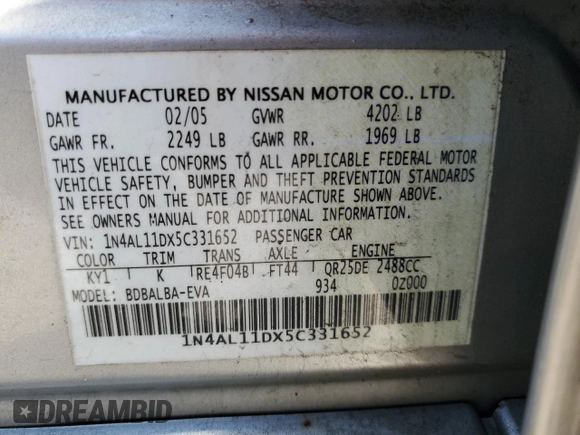 MANUFACTURED BY NISSAN MOTOR CO., LTD.
DATE 02/05 GVWR 4202 LB
GAWR FR. 2249 LB GAWR RR. 1969 LB
THIS VEHICLE CONFORMS TO ALL APPLICABLE FEDERAL MOTOR
VEHICLE SAFETY, BUMPER AND THEFT PREVENTION STANDARDS
IN EFFECT ON THE DATE OF MANUFACTURE SHOWN ABOVE.
SEE OWNERS MANUAL FOR ADDITIONAL INFORMATION.
VIN: 1N4AL11DX5C331652 PASSENGER CAR
COLOR TRIM TRANS AXLE ENGINE
KY1 K RE4F04B FT44 QR25DE 2488CC
MODEL: BDBALBA-EVA 934 0Z000
1N4AL11DX5C331652
DREAMBID